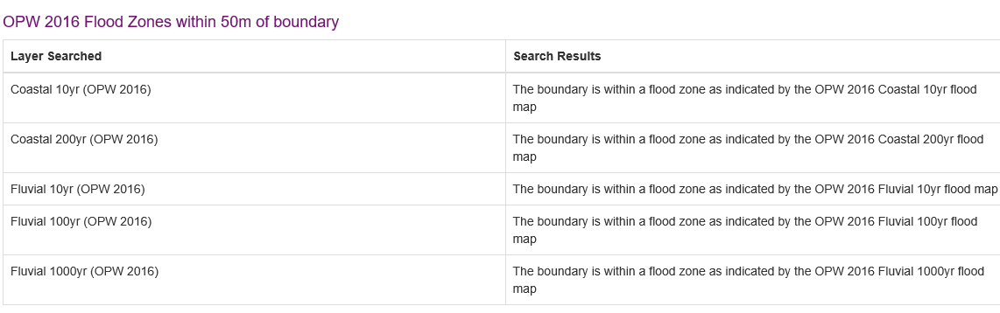 OPW 2016 Flood Zones within 50m of boundary
Layer Searched
Search Results
Coastal 10yr (OPW 2016)
The boundary is within a flood zone as indicated by the OPW 2016 Coastal 10yr flood
map
Coastal 200yr (OPW 2016)
The boundary is within a flood zone as indicated by the OPW 2016 Coastal 200yr flood
map
Fluvial 10yr (OPW 2016)
The boundary is within a flood zone as indicated by the OPW 2016 Fluvial 10yr flood map
Fluvial 100yr (OPW 2016)
The boundary is within a flood zone as indicated by the OPW 2016 Fluvial 100yr flood
map
Fluvial 1000yr (OPW 2016)
The boundary is within a flood zone as indicated by the OPW 2016 Fluvial 1000yr flood
map